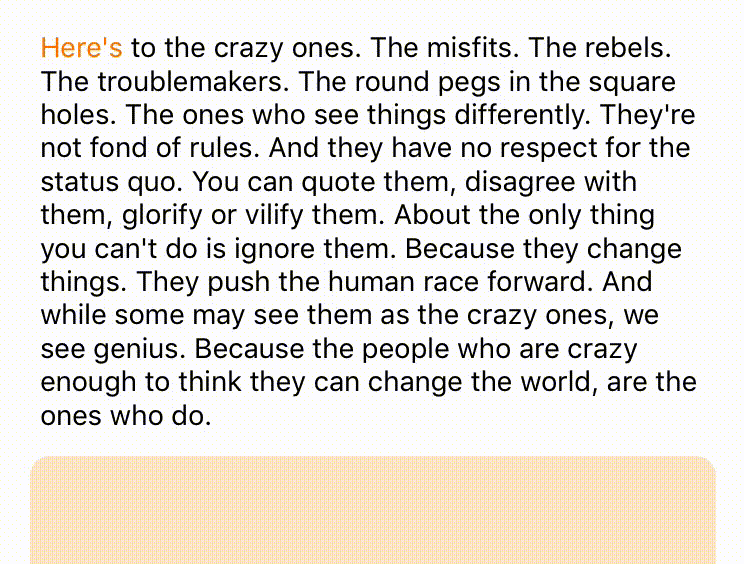 Here's to the crazy ones. The misfits. The rebels.
The troublemakers. The round pegs in the square
holes. The ones who see things differently. They're
not fond of rules. And they have no respect for the
status quo. You can quote them, disagree with
them, glorify or vilify them. About the only thing
you can't do is ignore them. Because they change
things. They push the human race forward. And
while some may see them as the crazy ones, we
see genius. Because the people who are crazy
enough to think they can change the world, are the
ones who do.